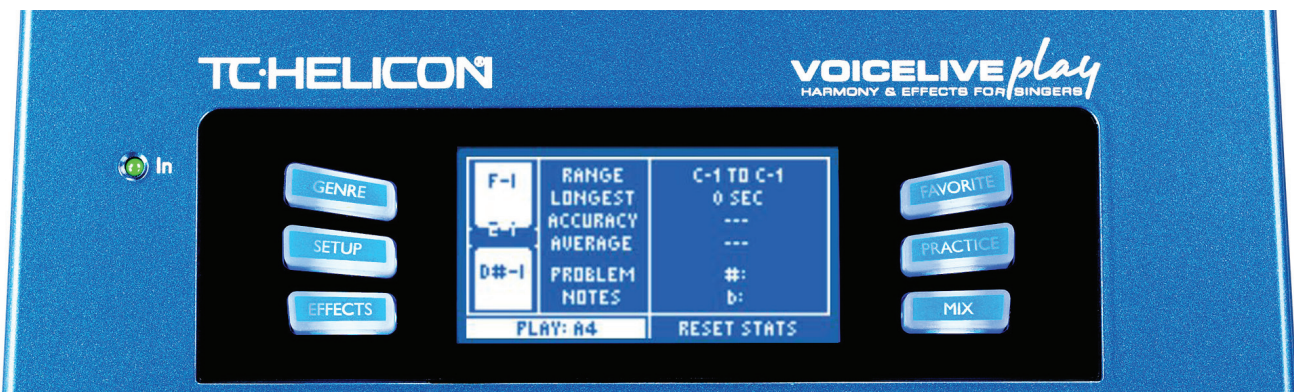 TC·HELICON®
VOICELIVE play
HARMONY & EFFECTS FOR SINGERS
In
GENRE
SETUP
EFFECTS
F-1
E-1
D#-1
RANGE C-1 TO C-1
LONGEST 0 SEC
ACCURACY ---
AVERAGE ---
PROBLEM #:
NOTES b:
PLAY: A4 RESET STATS
FAVORITE
PRACTICE
MIX